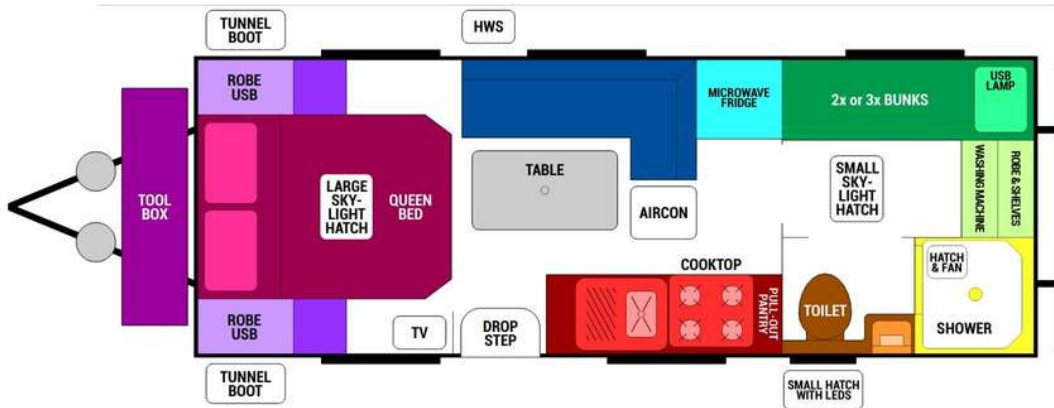 TUNNEL
BOOT
HWS
ROBE
USB
MICROWAVE
FRIDGE
2x or 3x BUNKS
USB
LAMP
TOOL
BOX
LARGE
SKY-
LIGHT
HATCH
QUEEN
BED
TABLE
AIRCON
SMALL
SKY-
LIGHT
HATCH
WASHING MACHINE
ROBE & SHELVES
COOKTOP
PULL-OUT
PANTRY
HATCH
& FAN
TOILET
SHOWER
ROBE
USB
TV
DROP
STEP
TUNNEL
BOOT
SMALL HATCH
WITH LEDS